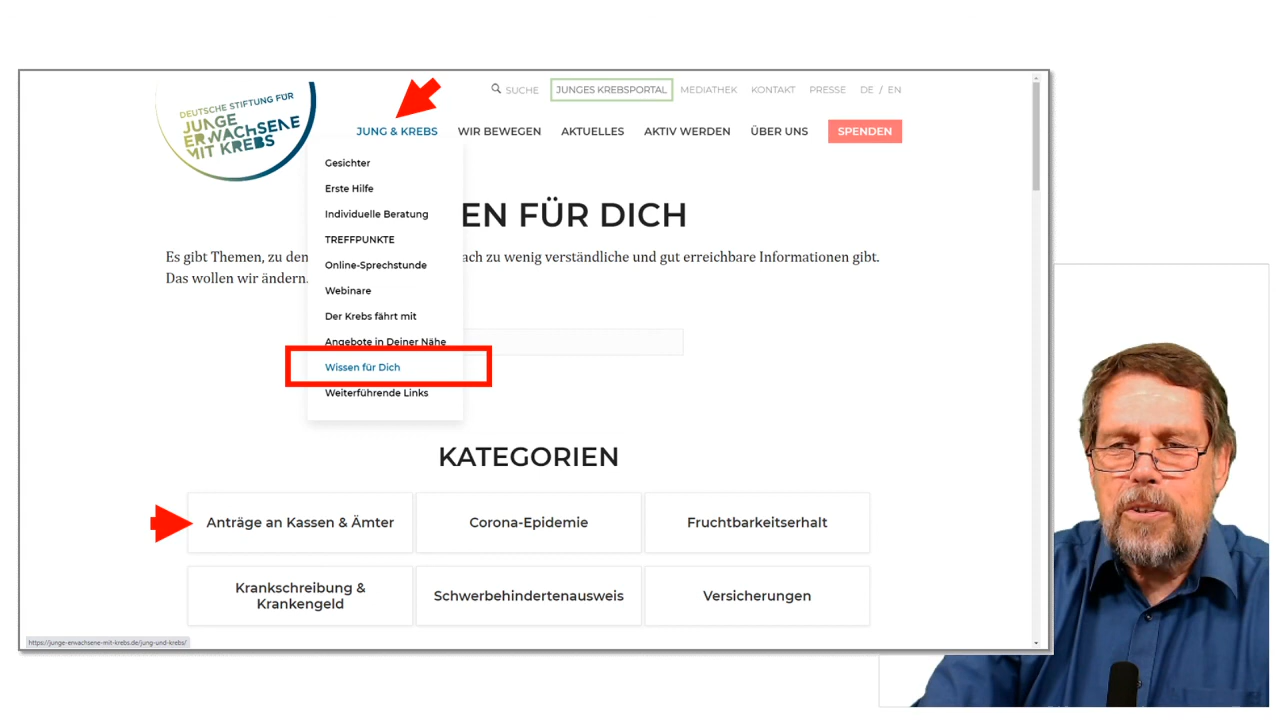 DEUTSCHE STIFTUNG FÜR
JUNGE
ERWACHSENE
MIT KREBS
SUCHE JUNGES KREBSPORTAL MEDIATHEK KONTAKT PRESSE DE / EN
JUNG & KREBS WIR BEWEGEN AKTUELLES AKTIV WERDEN ÜBER UNS SPENDEN
Gesichter
Erste Hilfe
Individuelle Beratung
TREFFPUNKTE
Online-Sprechstunde
Webinare
Der Krebs fährt mit
Angebote in Deiner Nähe
Wissen für Dich
Weiterführende Links
EN FÜR DICH
Es gibt Themen, zu den ach zu wenig verständliche und gut erreichbare Informationen gibt.
Das wollen wir ändern.
KATEGORIEN
Anträge an Kassen & Ämter
Corona-Epidemie
Fruchtbarkeitserhalt
Krankschreibung &
Krankengeld
Schwerbehindertenausweis
Versicherungen
https://junge-erwachsene-mit-krebs.de/jung-und-krebs/